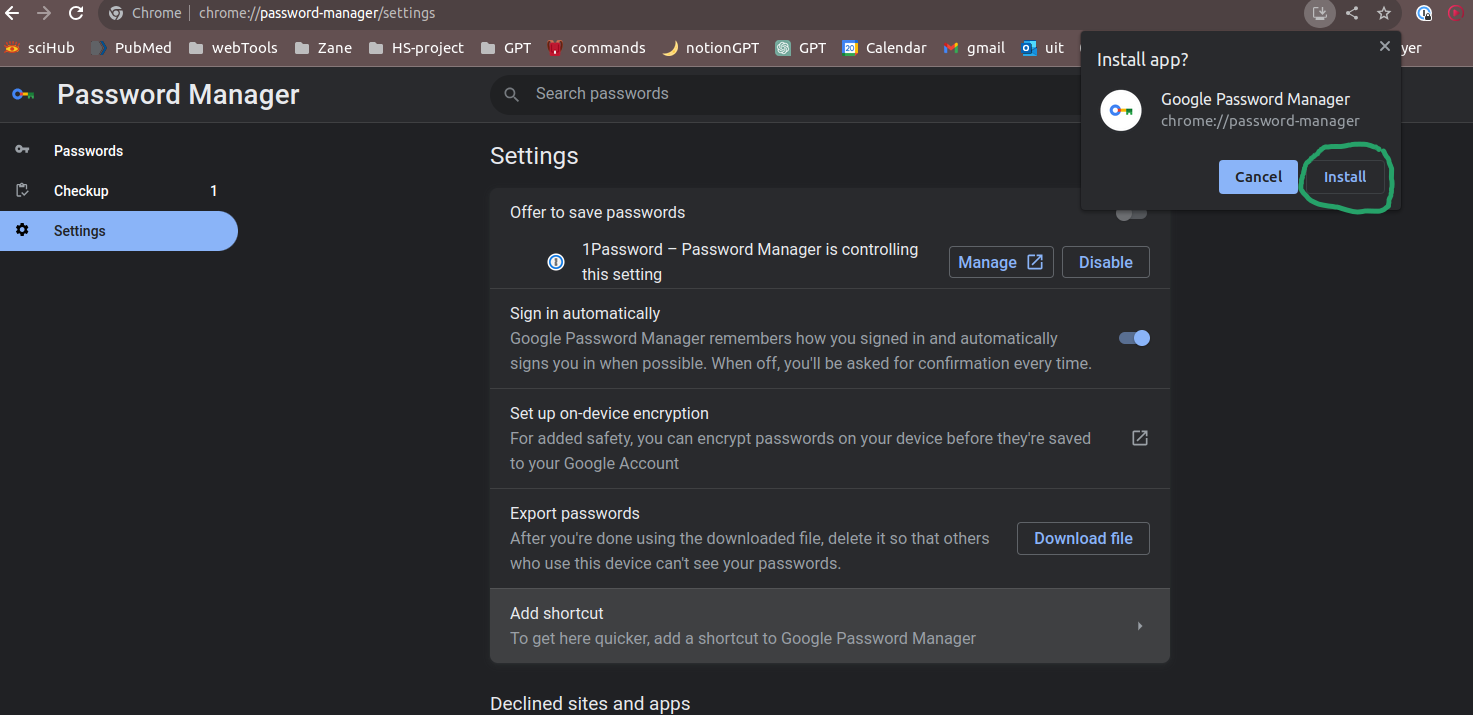 Chrome chrome://password-manager/settings
sciHub PubMed webTools Zane HS-project GPT commands notionGPT GPT 20 Calendar gmail uit yer
Install app?
Google Password Manager
chrome://password-manager
Cancel Install
Password Manager
Search passwords
Passwords
Checkup 1
Settings
Settings
Offer to save passwords
1Password – Password Manager is controlling
this setting
Manage Disable
Sign in automatically
Google Password Manager remembers how you signed in and automatically
signs you in when possible. When off, you'll be asked for confirmation every time.
Set up on-device encryption
For added safety, you can encrypt passwords on your device before they're saved
to your Google Account
Export passwords
After you're done using the downloaded file, delete it so that others
who use this device can't see your passwords.
Download file
Add shortcut
To get here quicker, add a shortcut to Google Password Manager
Declined sites and apps